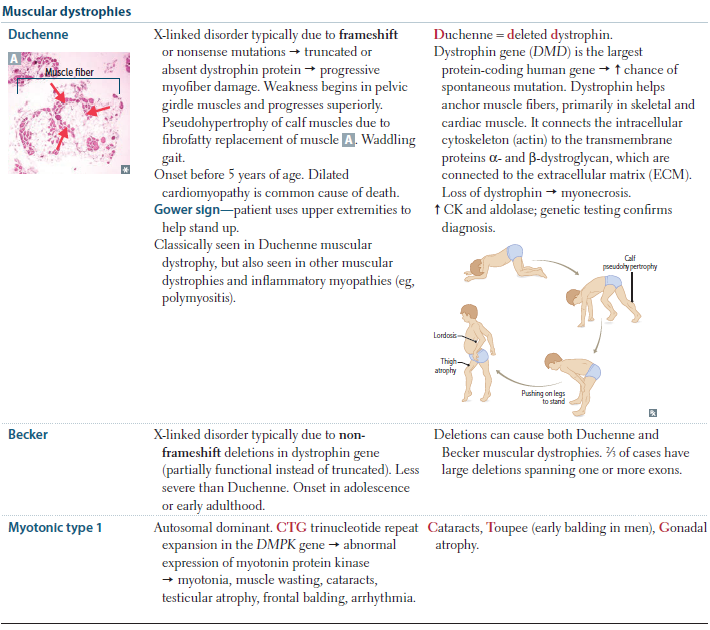 Muscular dystrophies
Duchenne
A
Muscle fiber
X-linked disorder typically due to frameshift
or nonsense mutations → truncated or
absent dystrophin protein → progressive
myofiber damage. Weakness begins in pelvic
girdle muscles and progresses superiorly.
Pseudohypertrophy of calf muscles due to
fibrofatty replacement of muscle A. Waddling
gait.
Onset before 5 years of age. Dilated
cardiomyopathy is common cause of death.
Gower sign—patient uses upper extremities to
help stand up.
Classically seen in Duchenne muscular
dystrophy, but also seen in other muscular
dystrophies and inflammatory myopathies (eg,
polymyositis).
Duchenne = deleted dystrophin.
Dystrophin gene (DMD) is the largest
protein-coding human gene → ↑ chance of
spontaneous mutation. Dystrophin helps
anchor muscle fibers, primarily in skeletal and
cardiac muscle. It connects the intracellular
cytoskeleton (actin) to the transmembrane
proteins α- and β-dystroglycan, which are
connected to the extracellular matrix (ECM).
Loss of dystrophin → myonecrosis.
↑ CK and aldolase; genetic testing confirms
diagnosis.
Calf
pseudohypertrophy
Lordosis
Thigh
atrophy
Pushing on legs
to stand
Becker
X-linked disorder typically due to non-
frameshift deletions in dystrophin gene
(partially functional instead of truncated). Less
severe than Duchenne. Onset in adolescence
or early adulthood.
Deletions can cause both Duchenne and
Becker muscular dystrophies. ⅔ of cases have
large deletions spanning one or more exons.
Myotonic type 1
Autosomal dominant. CTG trinucleotide repeat
expansion in the DMPK gene → abnormal
expression of myotonin protein kinase
→ myotonia, muscle wasting, cataracts,
testicular atrophy, frontal balding, arrhythmia.
Cataracts, Toupee (early balding in men), Gonadal
atrophy.